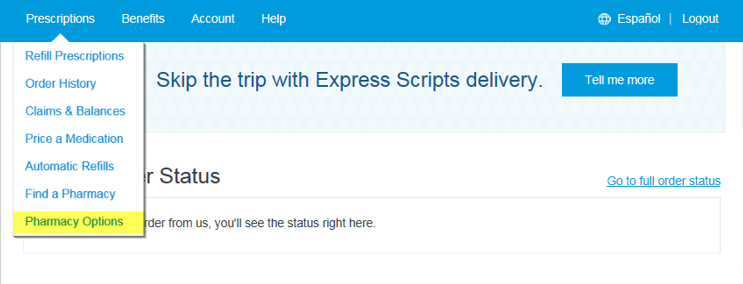 Prescriptions Benefits Account Help Español | Logout
Refill Prescriptions
Order History
Claims & Balances
Price a Medication
Automatic Refills
Find a Pharmacy
Pharmacy Options
Skip the trip with Express Scripts delivery. Tell me more
Status
Go to full order status
from us, you'll see the status right here.